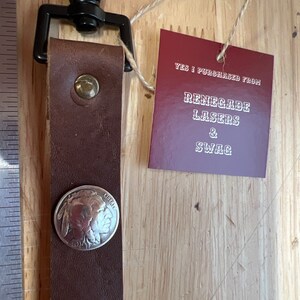 YES I PURCHASED FROM
RENEGADE
LASERS
&
SWAG